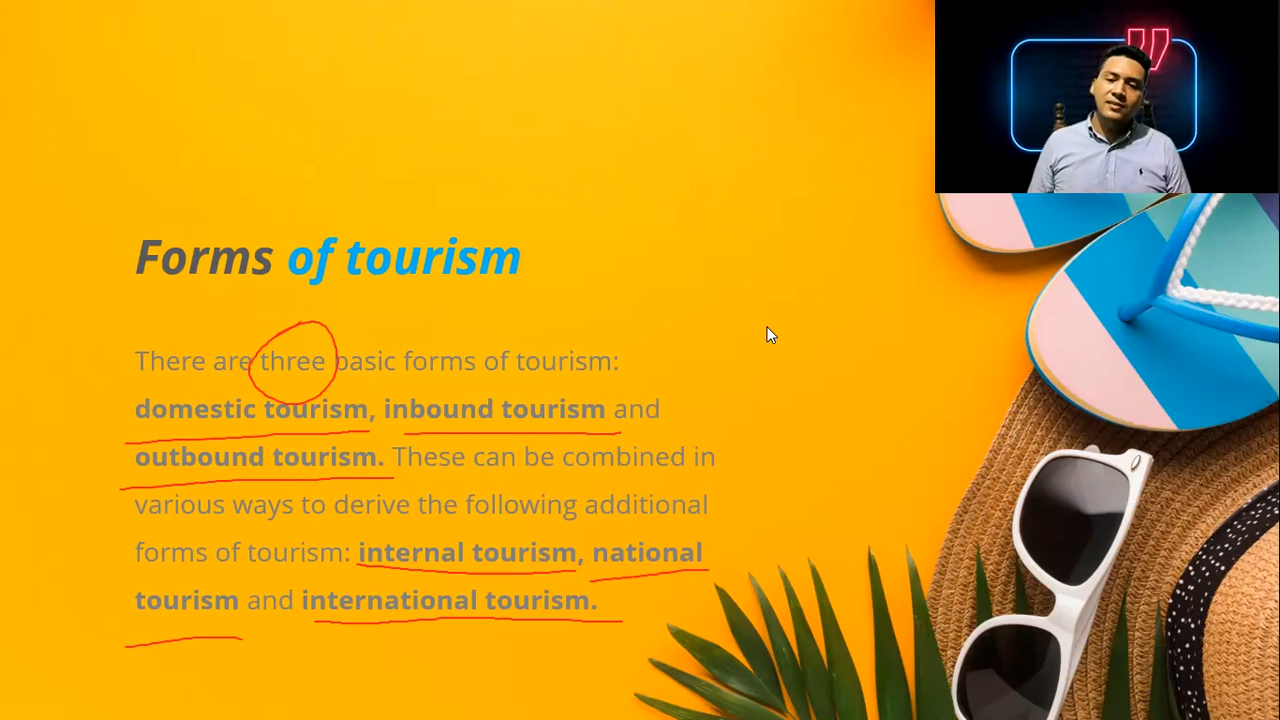 Forms of tourism
There are three basic forms of tourism:
domestic tourism, inbound tourism and
outbound tourism. These can be combined in
various ways to derive the following additional
forms of tourism: internal tourism, national
tourism and international tourism.